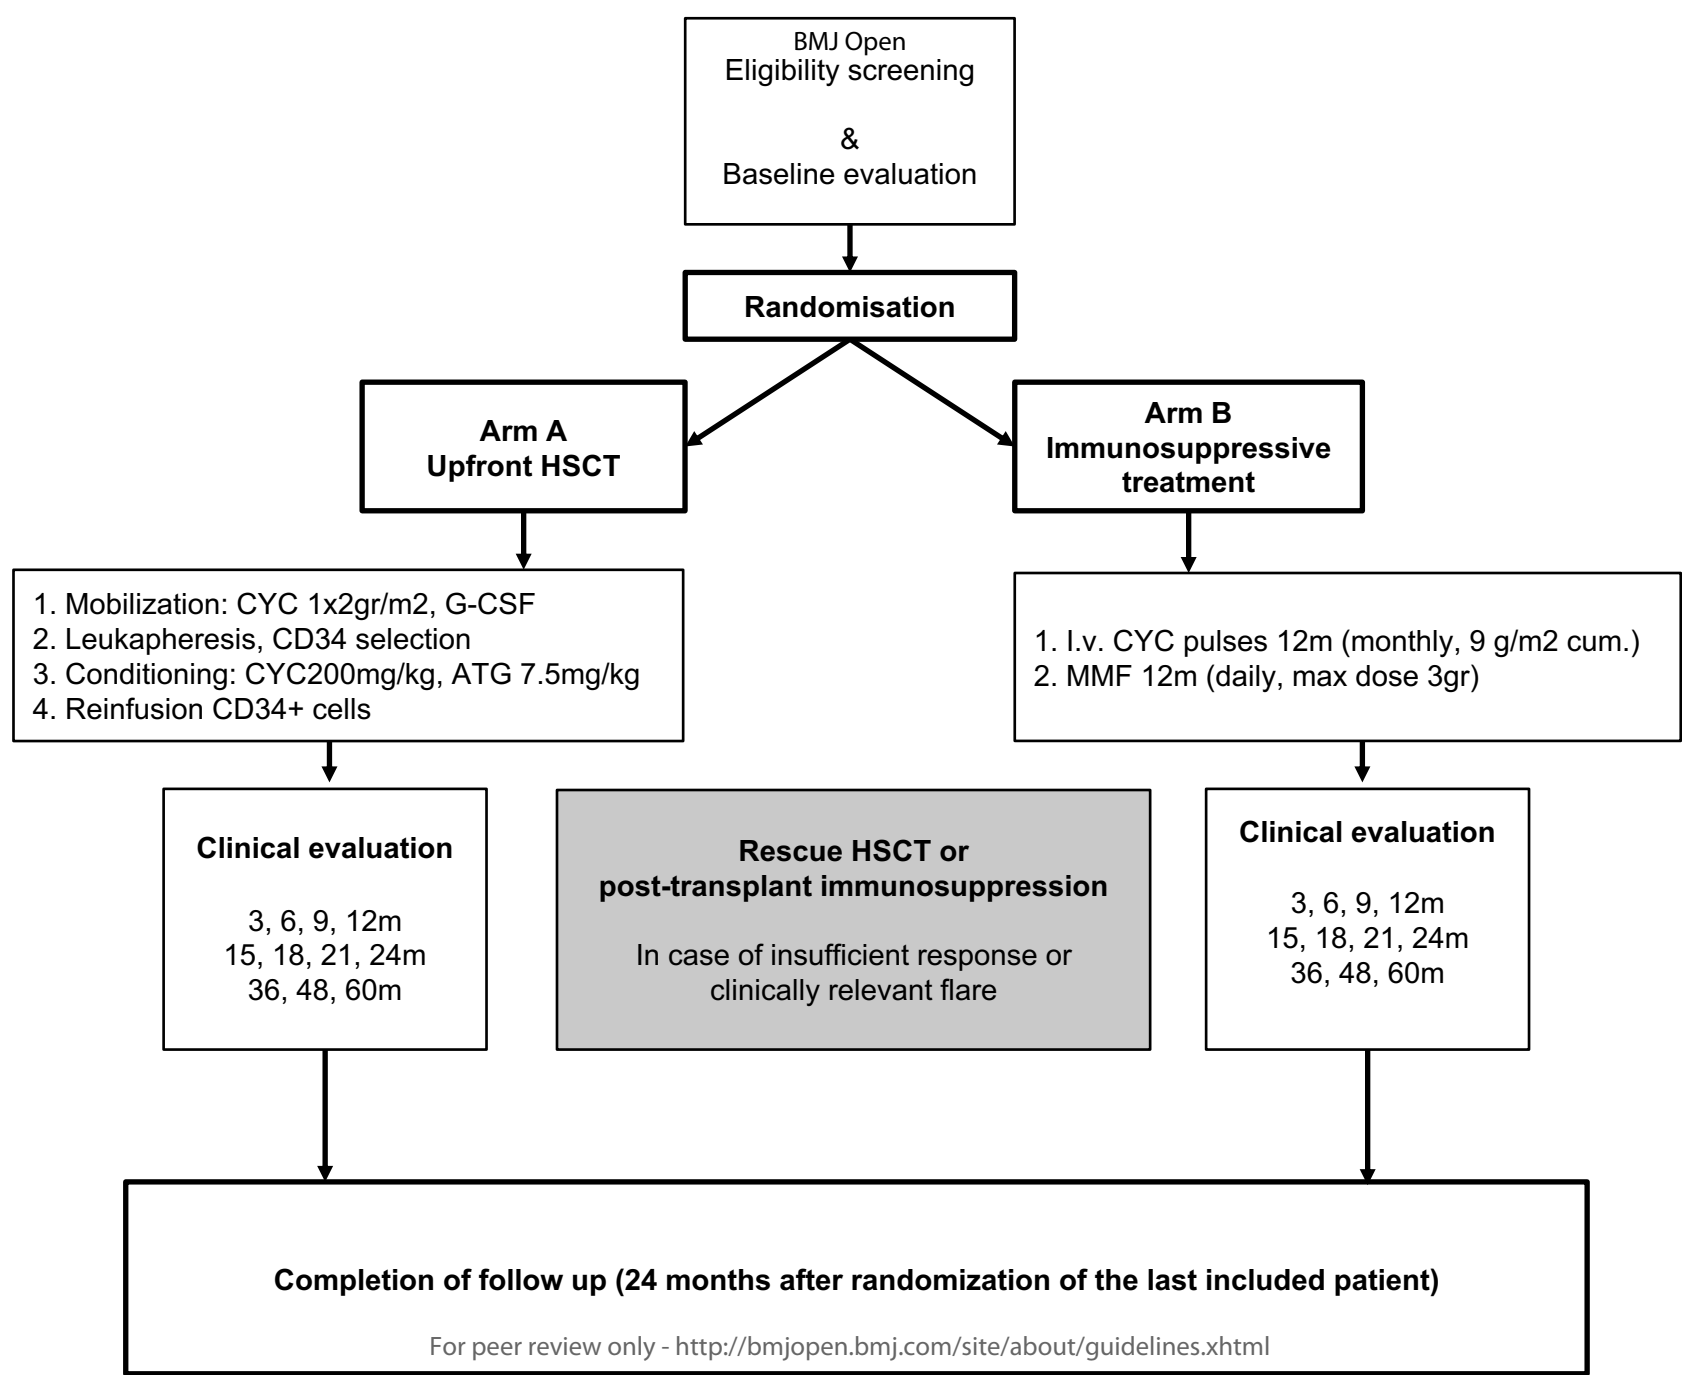 BMJ Open
Eligibility screening
&
Baseline evaluation
Randomisation
Arm A
Upfront HSCT
Arm B
Immunosuppressive
treatment
1. Mobilization: CYC 1x2gr/m2, G-CSF
2. Leukapheresis, CD34 selection
3. Conditioning: CYC200mg/kg, ATG 7.5mg/kg
4. Reinfusion CD34+ cells
1. I.v. CYC pulses 12m (monthly, 9 g/m2 cum.)
2. MMF 12m (daily, max dose 3gr)
Clinical evaluation
3, 6, 9, 12m
15, 18, 21, 24m
36, 48, 60m
Rescue HSCT or
post-transplant immunosuppression
In case of insufficient response or
clinically relevant flare
Clinical evaluation
3, 6, 9, 12m
15, 18, 21, 24m
36, 48, 60m
Completion of follow up (24 months after randomization of the last included patient)
For peer review only - http://bmjopen.bmj.com/site/about/guidelines.xhtml